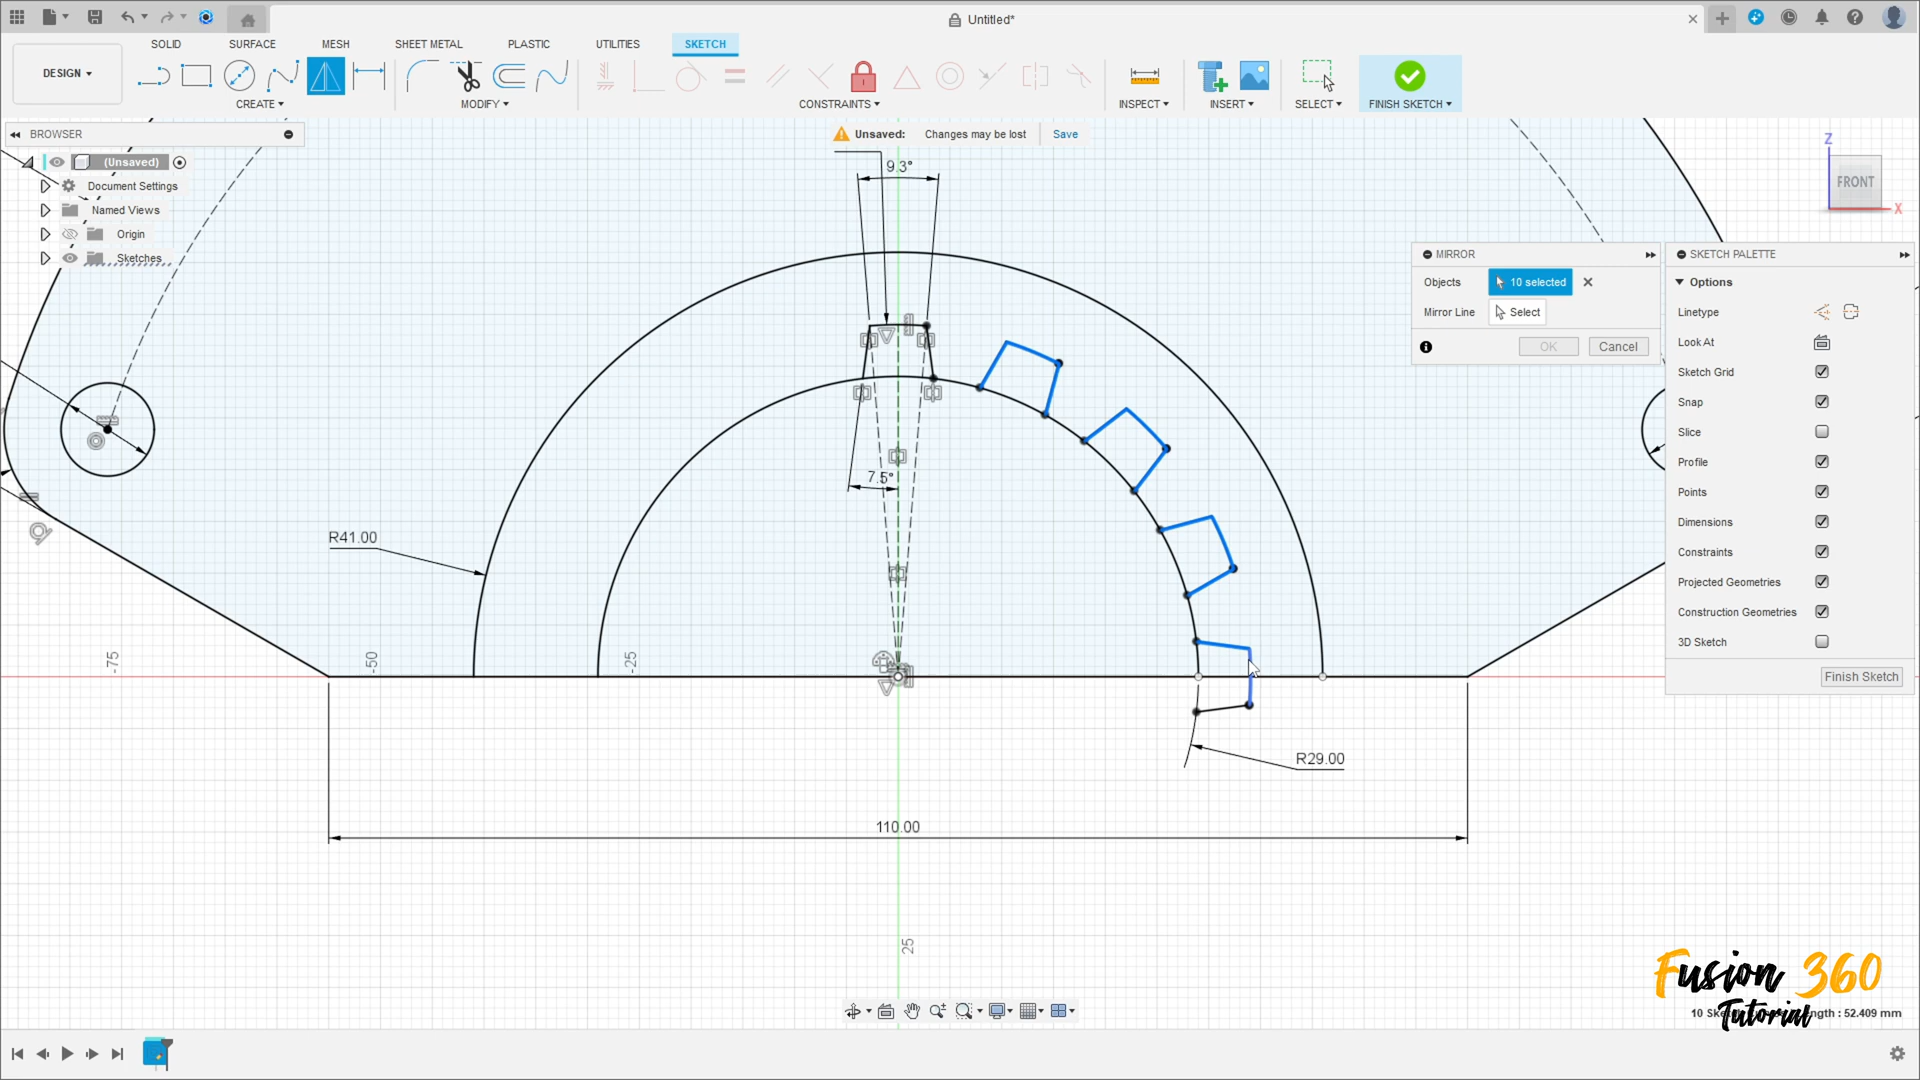 Untitled*
DESIGN
SOLID
SURFACE
MESH
SHEET METAL
PLASTIC
UTILITIES
SKETCH
CREATE
MODIFY
CONSTRAINTS
INSPECT
INSERT
SELECT
FINISH SKETCH
BROWSER
Unsaved: Changes may be lost Save
(Unsaved)
Document Settings
Named Views
Origin
Sketches
Z
FRONT
X
MIRROR
Objects 10 selected
Mirror Line Select
OK Cancel
SKETCH PALETTE
Options
Linetype
Look At
Sketch Grid
Snap
Slice
Profile
Points
Dimensions
Constraints
Projected Geometries
Construction Geometries
3D Sketch
Finish Sketch
9.3°
7.5°
R41.00
-75
-50
-25
R29.00
110.00
25
Fusion 360
Tutorial
: 52.409 mm